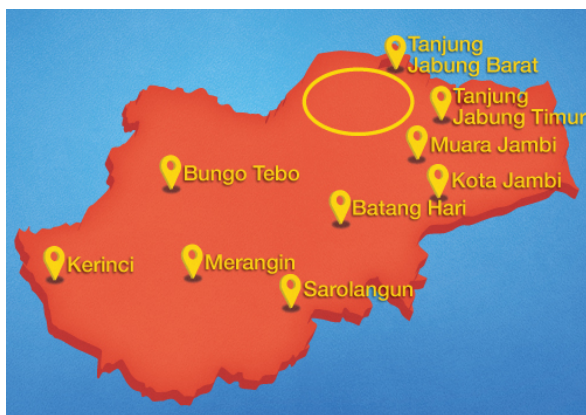 Tanjung
Jabung Barat
Tanjung
Jabung Timur
Muara Jambi
Bungo Tebo
Kota Jambi
Batang Hari
Kerinci
Merangin
Sarolangun